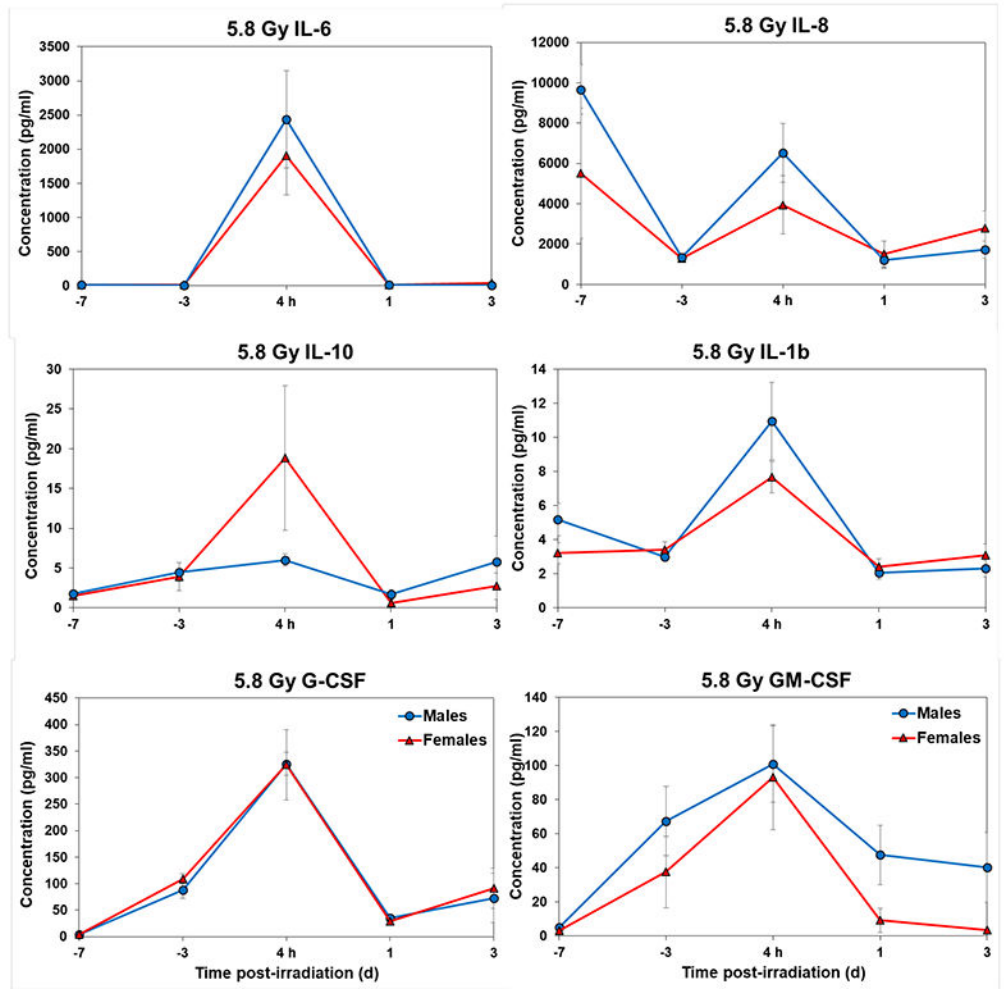 5.8 Gy IL-6
Concentration (pg/ml)
3500
3000
2500
2000
1500
1000
500
0
-7 -3 4 h 1 3
5.8 Gy IL-8
Concentration (pg/ml)
12000
10000
8000
6000
4000
2000
0
-7 -3 4 h 1 3
5.8 Gy IL-10
Concentration (pg/ml)
30
25
20
15
10
5
0
-7 -3 4 h 1 3
5.8 Gy IL-1b
Concentration (pg/ml)
14
12
10
8
6
4
2
0
-7 -3 4 h 1 3
5.8 Gy G-CSF
Concentration (pg/ml)
450
400
350
300
250
200
150
100
50
0
Males
Females
-7 -3 4 h 1 3
Time post-irradiation (d)
5.8 Gy GM-CSF
Concentration (pg/ml)
140
120
100
80
60
40
20
0
Males
Females
-7 -3 4 h 1 3
Time post-irradiation (d)